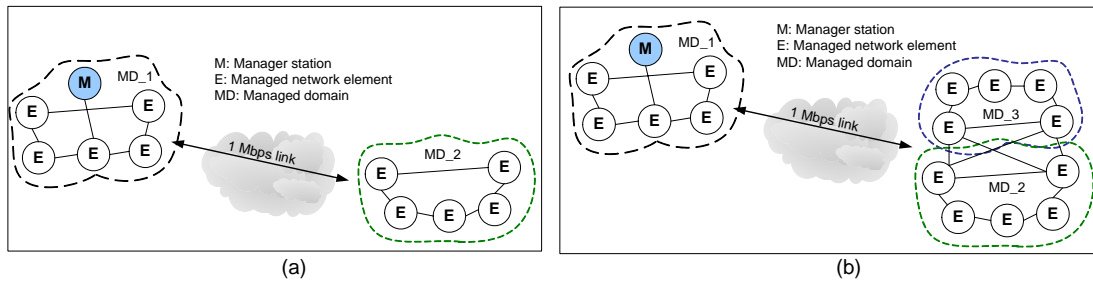 M: Manager station
E: Managed network element
MD: Managed domain
MD_1
M
E
E
E
E
E
1 Mbps link
MD_2
E
E
E
E
E
(a)
M: Manager station
E: Managed network element
MD: Managed domain
MD_1
M
E
E
E
E
E
1 Mbps link
E
E
E
MD_3
E
E
E
E
MD_2
E
E
E
(b)